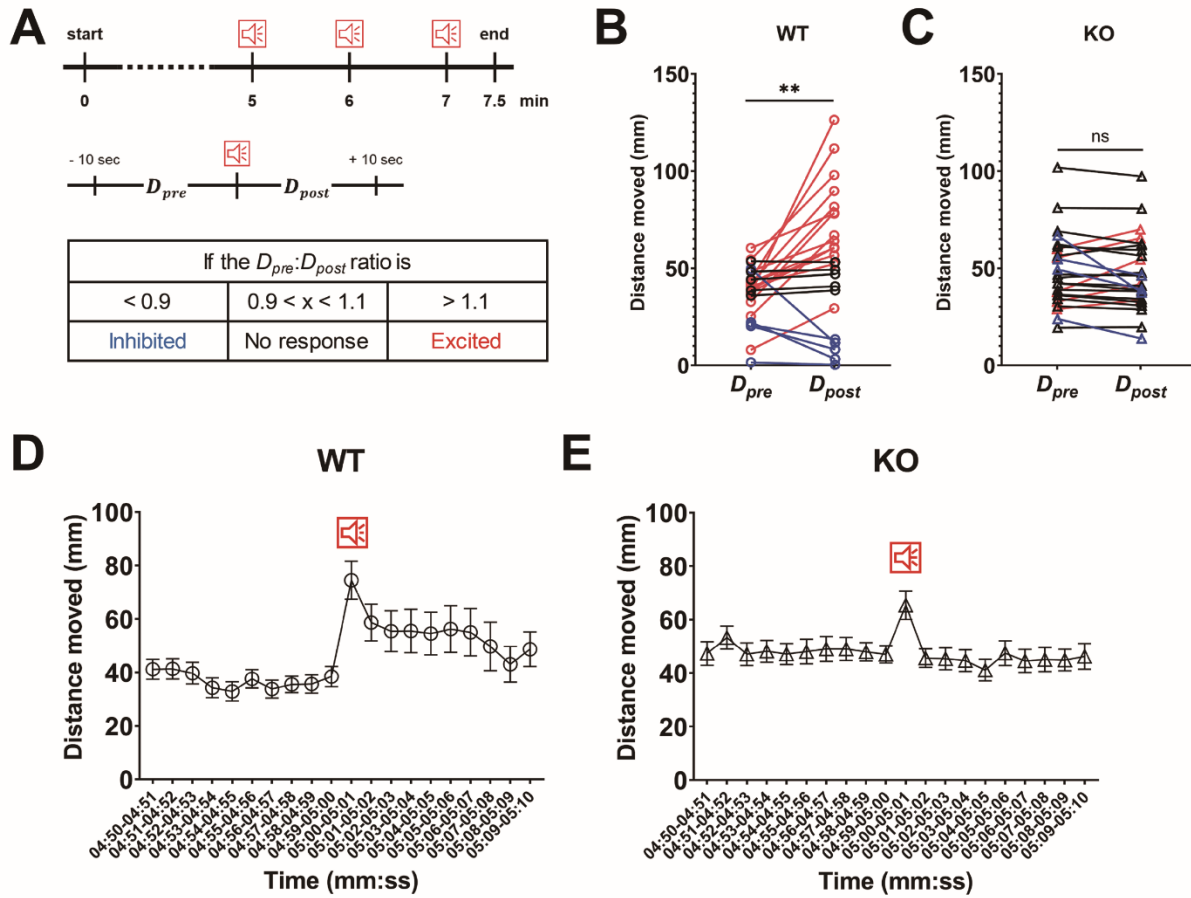 A
start
end
0
5
6
7
7.5
min
- 10 sec
+ 10 sec
Dpre
Dpost
If the Dpre:Dpost ratio is
< 0.9
0.9 < x < 1.1
> 1.1
Inhibited
No response
Excited
B
WT
Distance moved (mm)
150
100
50
0
**
Dpre
Dpost
C
KO
Distance moved (mm)
150
100
50
0
ns
Dpre
Dpost
D
WT
Distance moved (mm)
100
80
60
40
20
0
04:50-04:51
04:51-04:52
04:52-04:53
04:53-04:54
04:54-04:55
04:55-04:56
04:56-04:57
04:57-04:58
04:58-04:59
04:59-05:00
05:00-05:01
05:01-05:02
05:02-05:03
05:03-05:04
05:04-05:05
05:05-05:06
05:06-05:07
05:07-05:08
05:08-05:09
05:09-05:10
Time (mm:ss)
E
KO
Distance moved (mm)
100
80
60
40
20
0
04:50-04:51
04:51-04:52
04:52-04:53
04:53-04:54
04:54-04:55
04:55-04:56
04:56-04:57
04:57-04:58
04:58-04:59
04:59-05:00
05:00-05:01
05:01-05:02
05:02-05:03
05:03-05:04
05:04-05:05
05:05-05:06
05:06-05:07
05:07-05:08
05:08-05:09
05:09-05:10
Time (mm:ss)